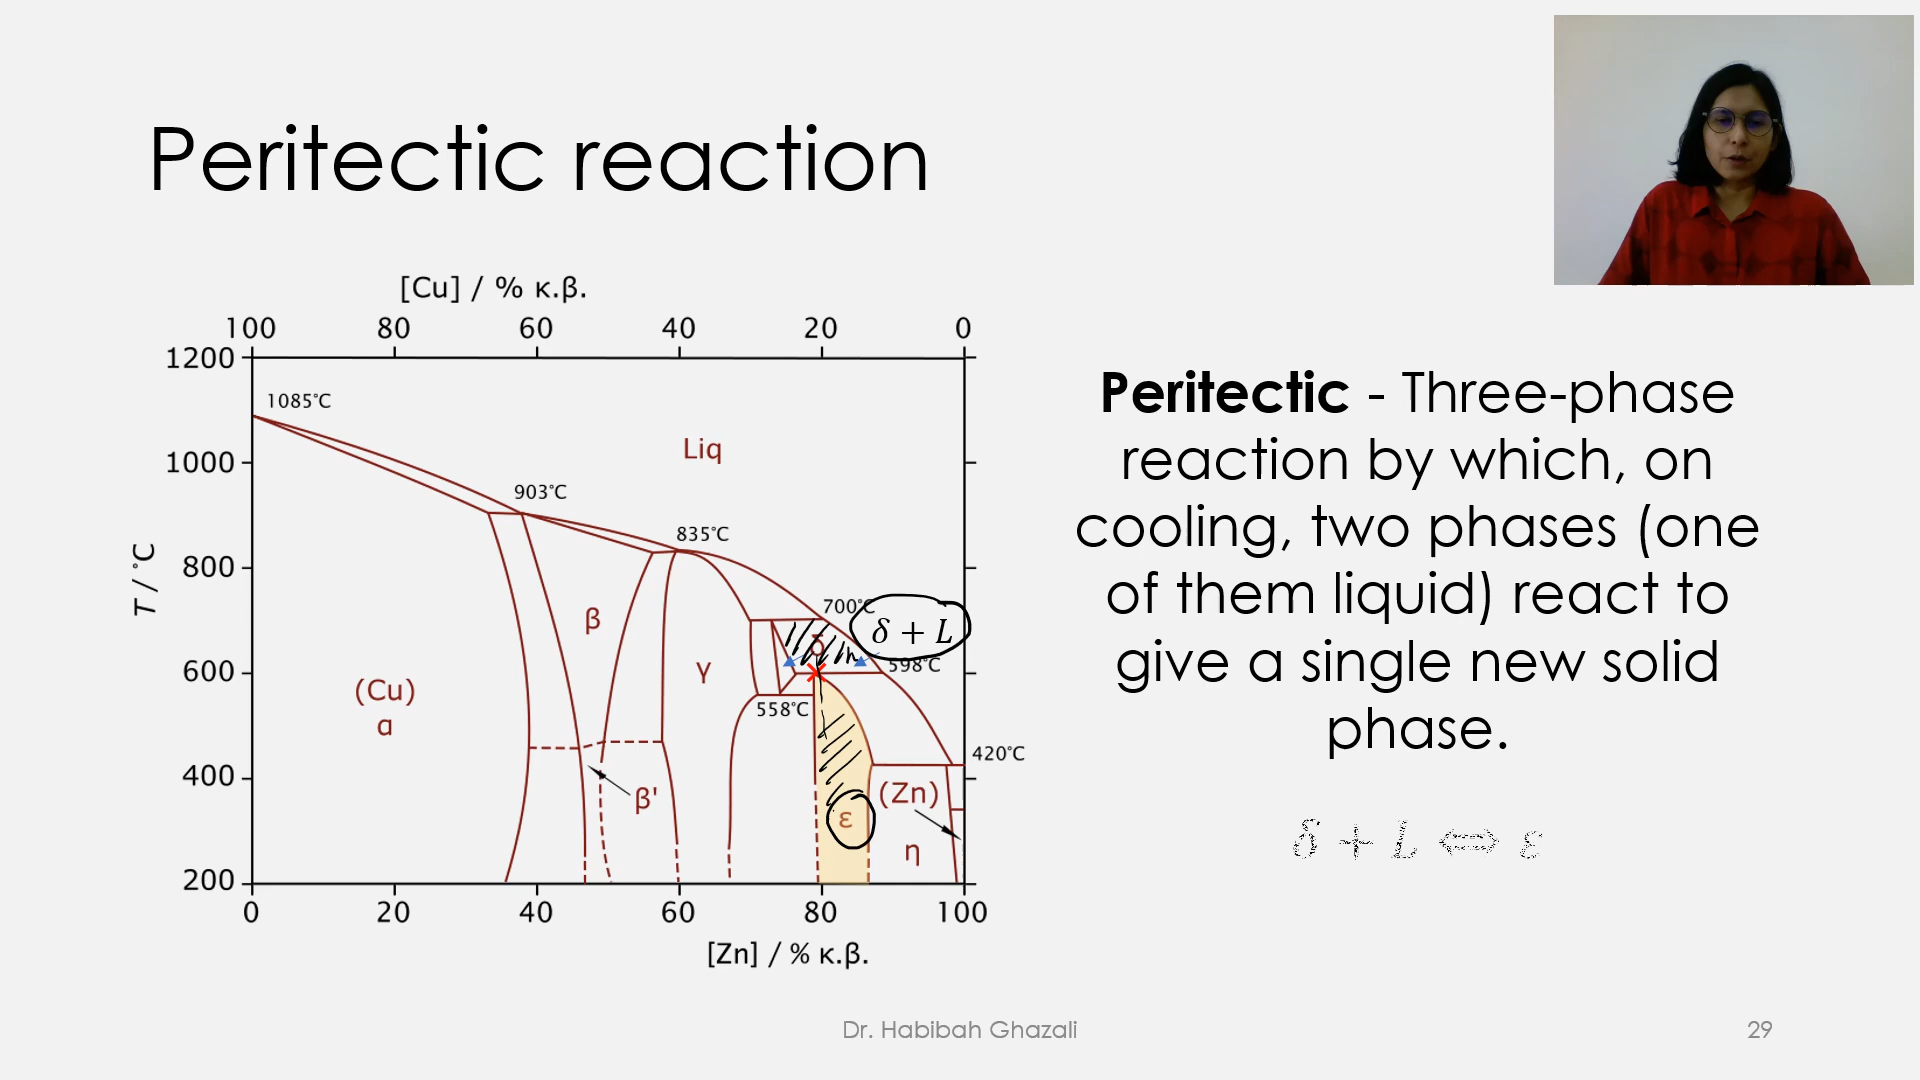 Peritectic reaction
[Cu] / % κ.β.
100 80 60 40 20 0
1200
1000
800
600
400
200
T / °C
1085°C
903°C
835°C
700°C
598°C
558°C
420°C
Liq
(Cu)
α
β
β'
γ
δ
δ + L
ε
(Zn)
η
0 20 40 60 80 100
[Zn] / % κ.β.
Peritectic - Three-phase
reaction by which, on
cooling, two phases (one
of them liquid) react to
give a single new solid
phase.
δ + L ⇔ ε
Dr. Habibah Ghazali
29